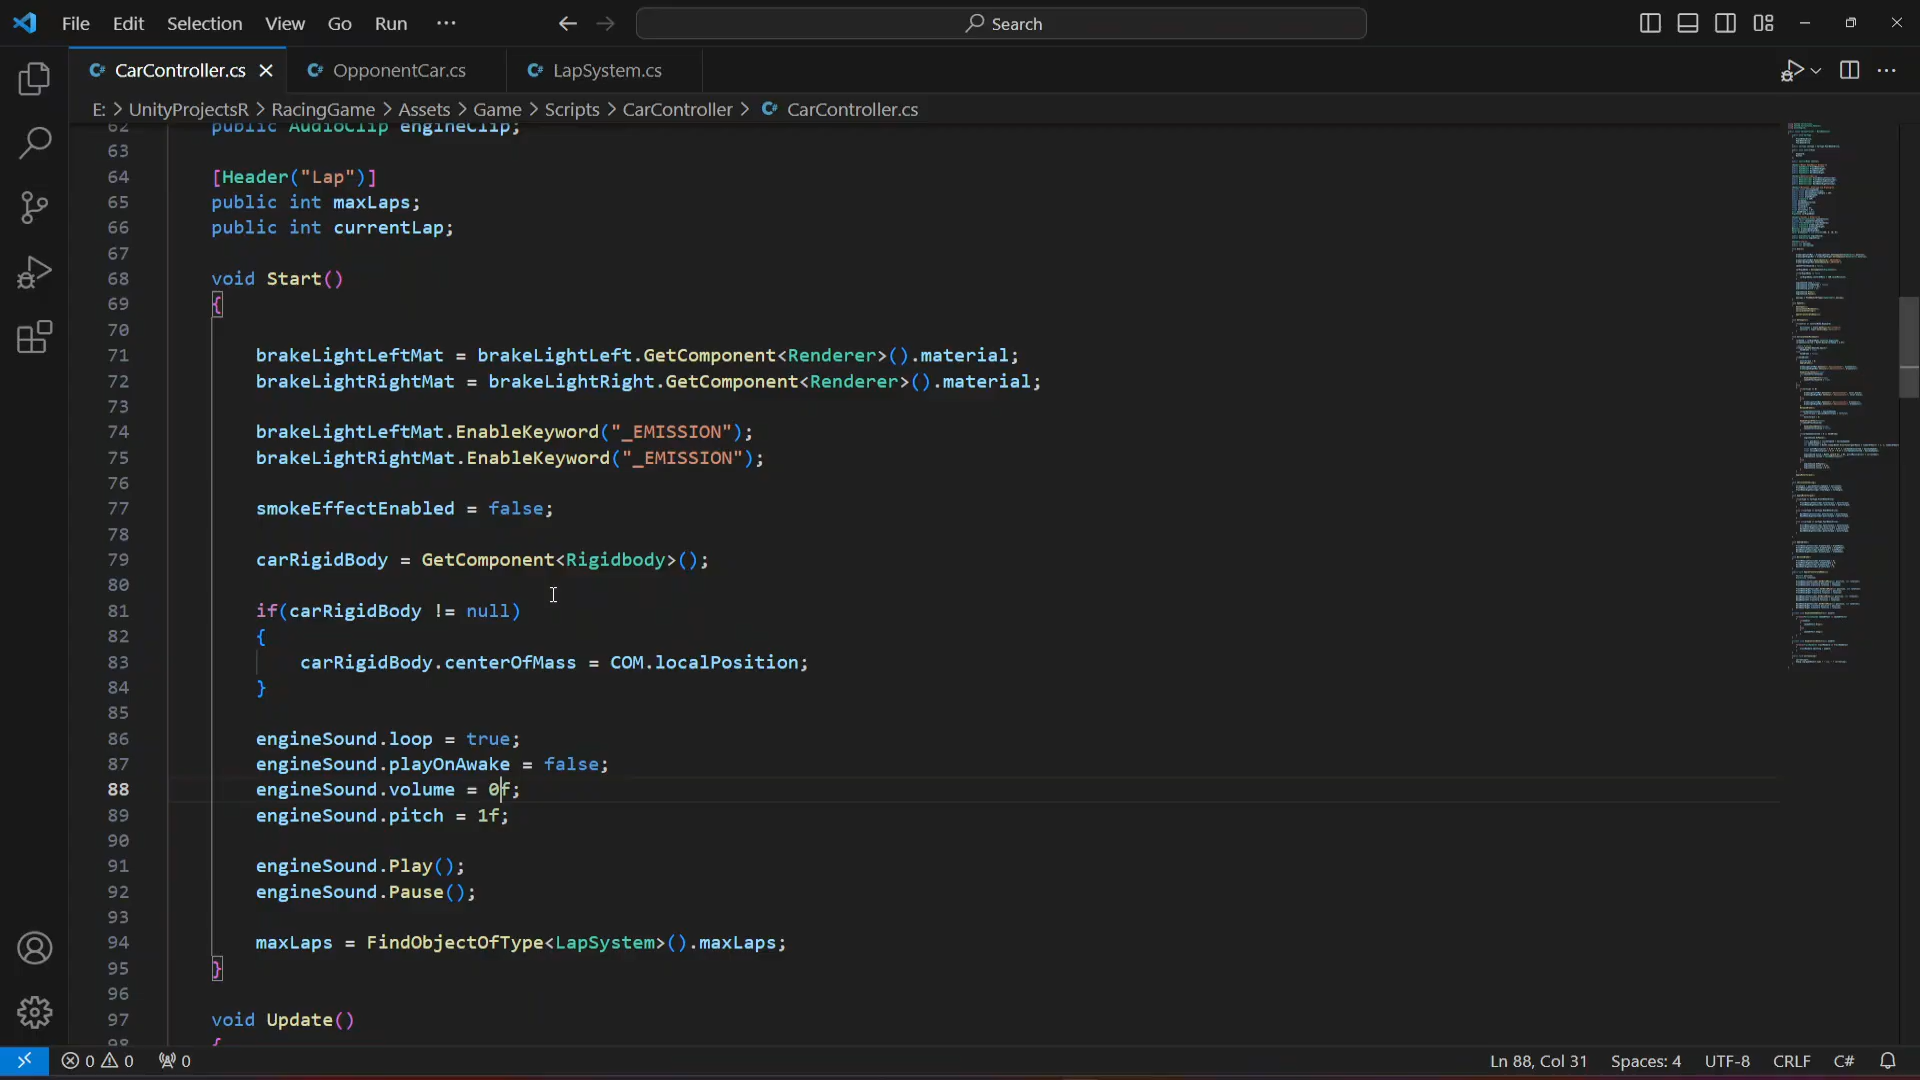 File Edit Selection View Go Run ··· Search
CarController.cs OpponentCar.cs LapSystem.cs
E: > UnityProjectsR > RacingGame > Assets > Game > Scripts > CarController > CarController.cs
62 public AudioClip engineClip;
63
64 [Header("Lap")]
65 public int maxLaps;
66 public int currentLap;
67
68 void Start()
69 {
70
71 brakeLightLeftMat = brakeLightLeft.GetComponent<Renderer>().material;
72 brakeLightRightMat = brakeLightRight.GetComponent<Renderer>().material;
73
74 brakeLightLeftMat.EnableKeyword("_EMISSION");
75 brakeLightRightMat.EnableKeyword("_EMISSION");
76
77 smokeEffectEnabled = false;
78
79 carRigidBody = GetComponent<Rigidbody>();
80
81 if(carRigidBody != null)
82 {
83 carRigidBody.centerOfMass = COM.localPosition;
84 }
85
86 engineSound.loop = true;
87 engineSound.playOnAwake = false;
88 engineSound.volume = 0f;
89 engineSound.pitch = 1f;
90
91 engineSound.Play();
92 engineSound.Pause();
93
94 maxLaps = FindObjectOfType<LapSystem>().maxLaps;
95 }
96
97 void Update()
98 {
0 0 0 Ln 88, Col 31 Spaces: 4 UTF-8 CRLF C#